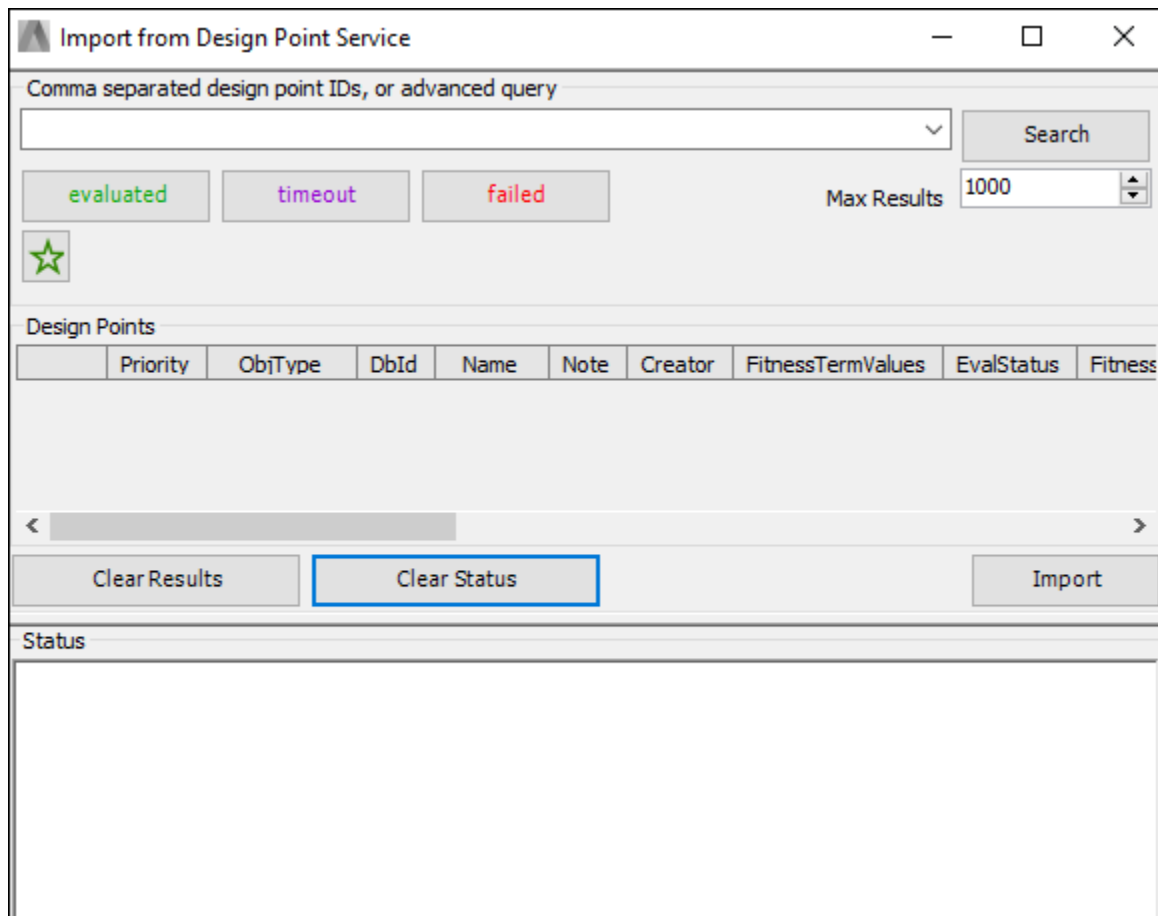 Import from Design Point Service
Comma separated design point IDs, or advanced query
Search
evaluated timeout failed Max Results 1000
Design Points
Priority ObjType DbId Name Note Creator FitnessTermValues EvalStatus Fitness
Clear Results Clear Status Import
Status